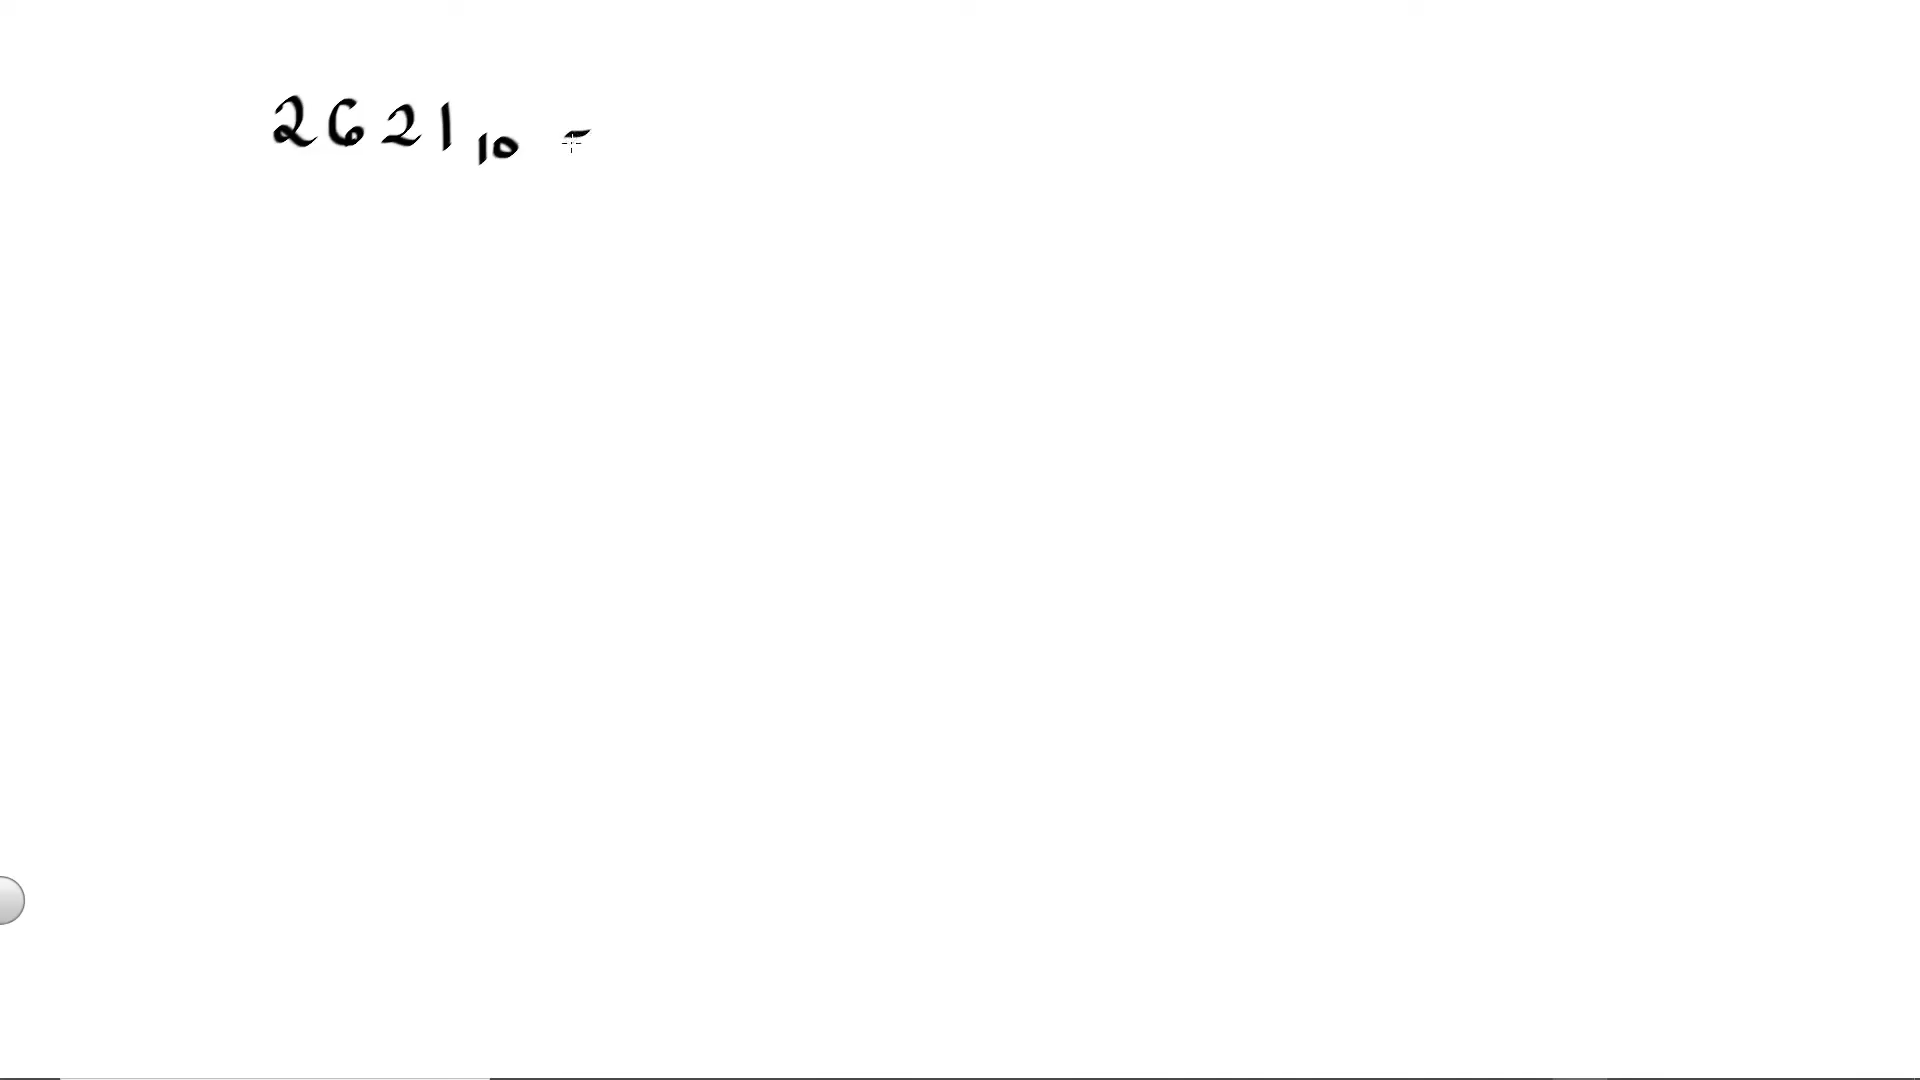 2621₁₀ =